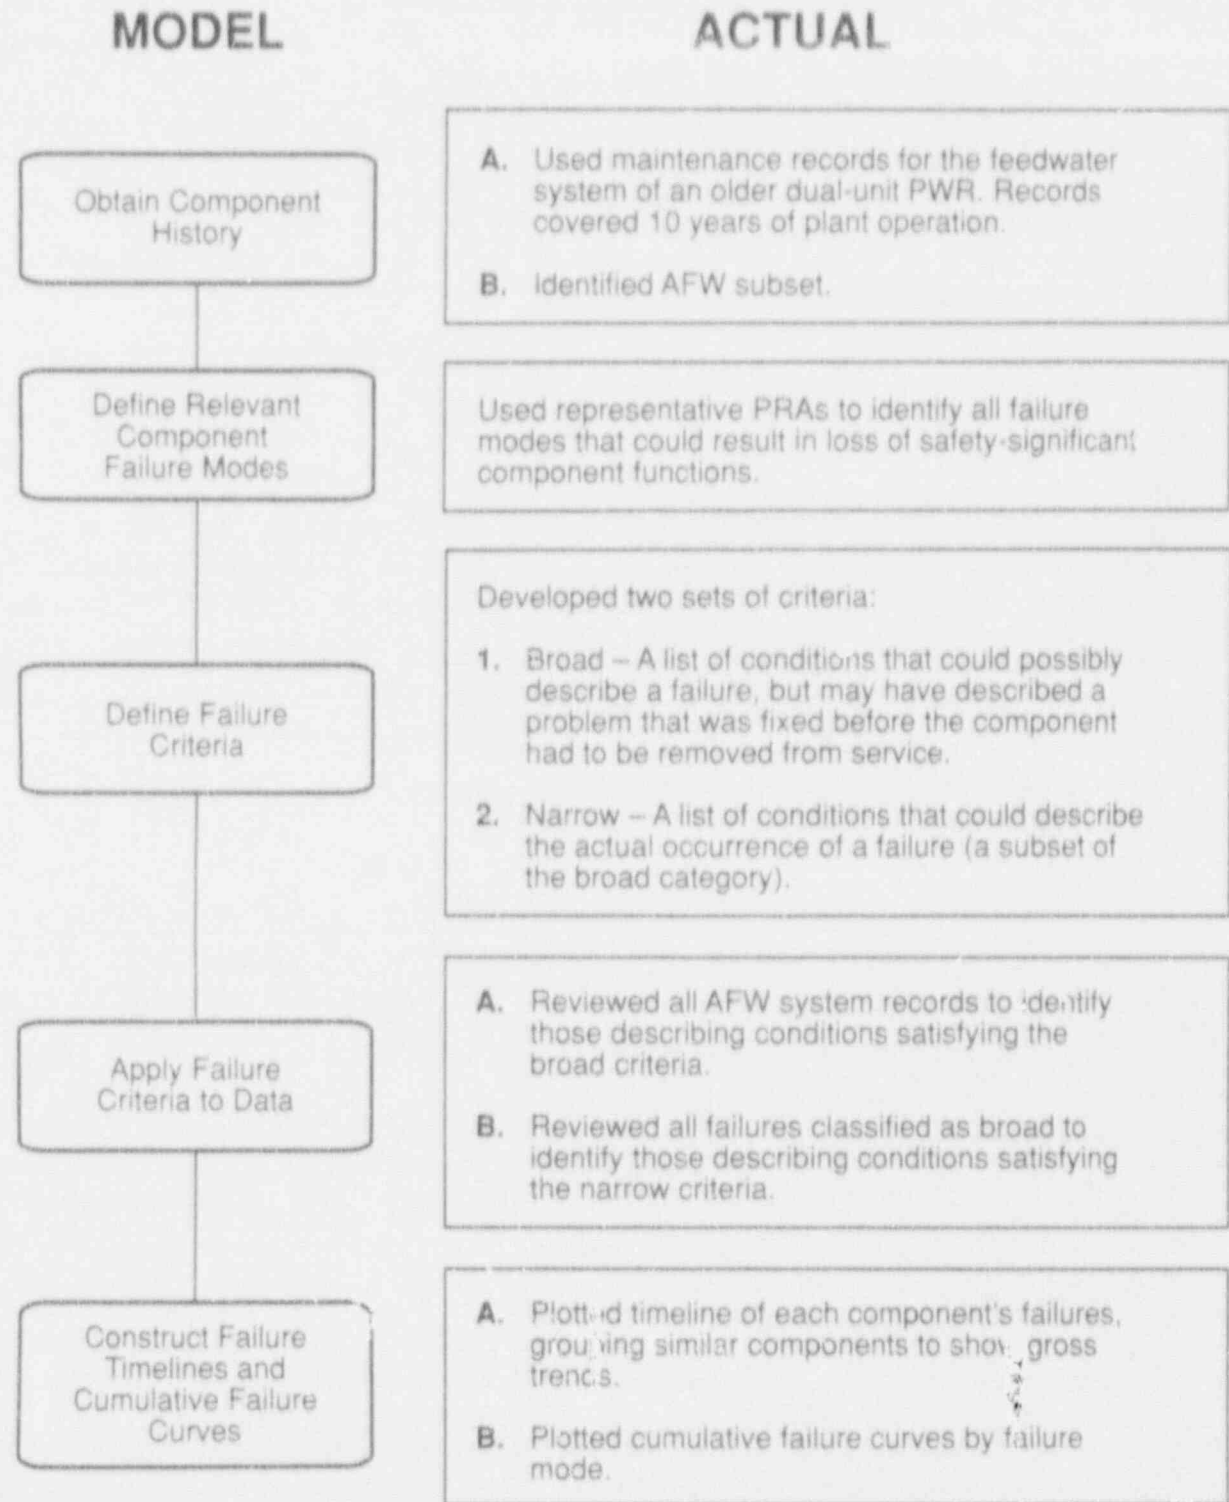 MODEL
ACTUAL
Obtain Component
History
A. Used maintenance records for the feedwater
system of an older dual-unit PWR. Records
covered 10 years of plant operation.
B. Identified AFW subset.
Define Relevant
Component
Failure Modes
Used representative PRAs to identify all failure
modes that could result in loss of safety-significant
component functions.
Define Failure
Criteria
Developed two sets of criteria:
1. Broad – A list of conditions that could possibly
describe a failure, but may have described a
problem that was fixed before the component
had to be removed from service.
2. Narrow – A list of conditions that could describe
the actual occurrence of a failure (a subset of
the broad category).
Apply Failure
Criteria to Data
A. Reviewed all AFW system records to identify
those describing conditions satisfying the
broad criteria.
B. Reviewed all failures classified as broad to
identify those describing conditions satisfying
the narrow criteria.
Construct Failure
Timelines and
Cumulative Failure
Curves
A. Plotted timeline of each component's failures,
grouping similar components to show gross
trends.
B. Plotted cumulative failure curves by failure
mode.